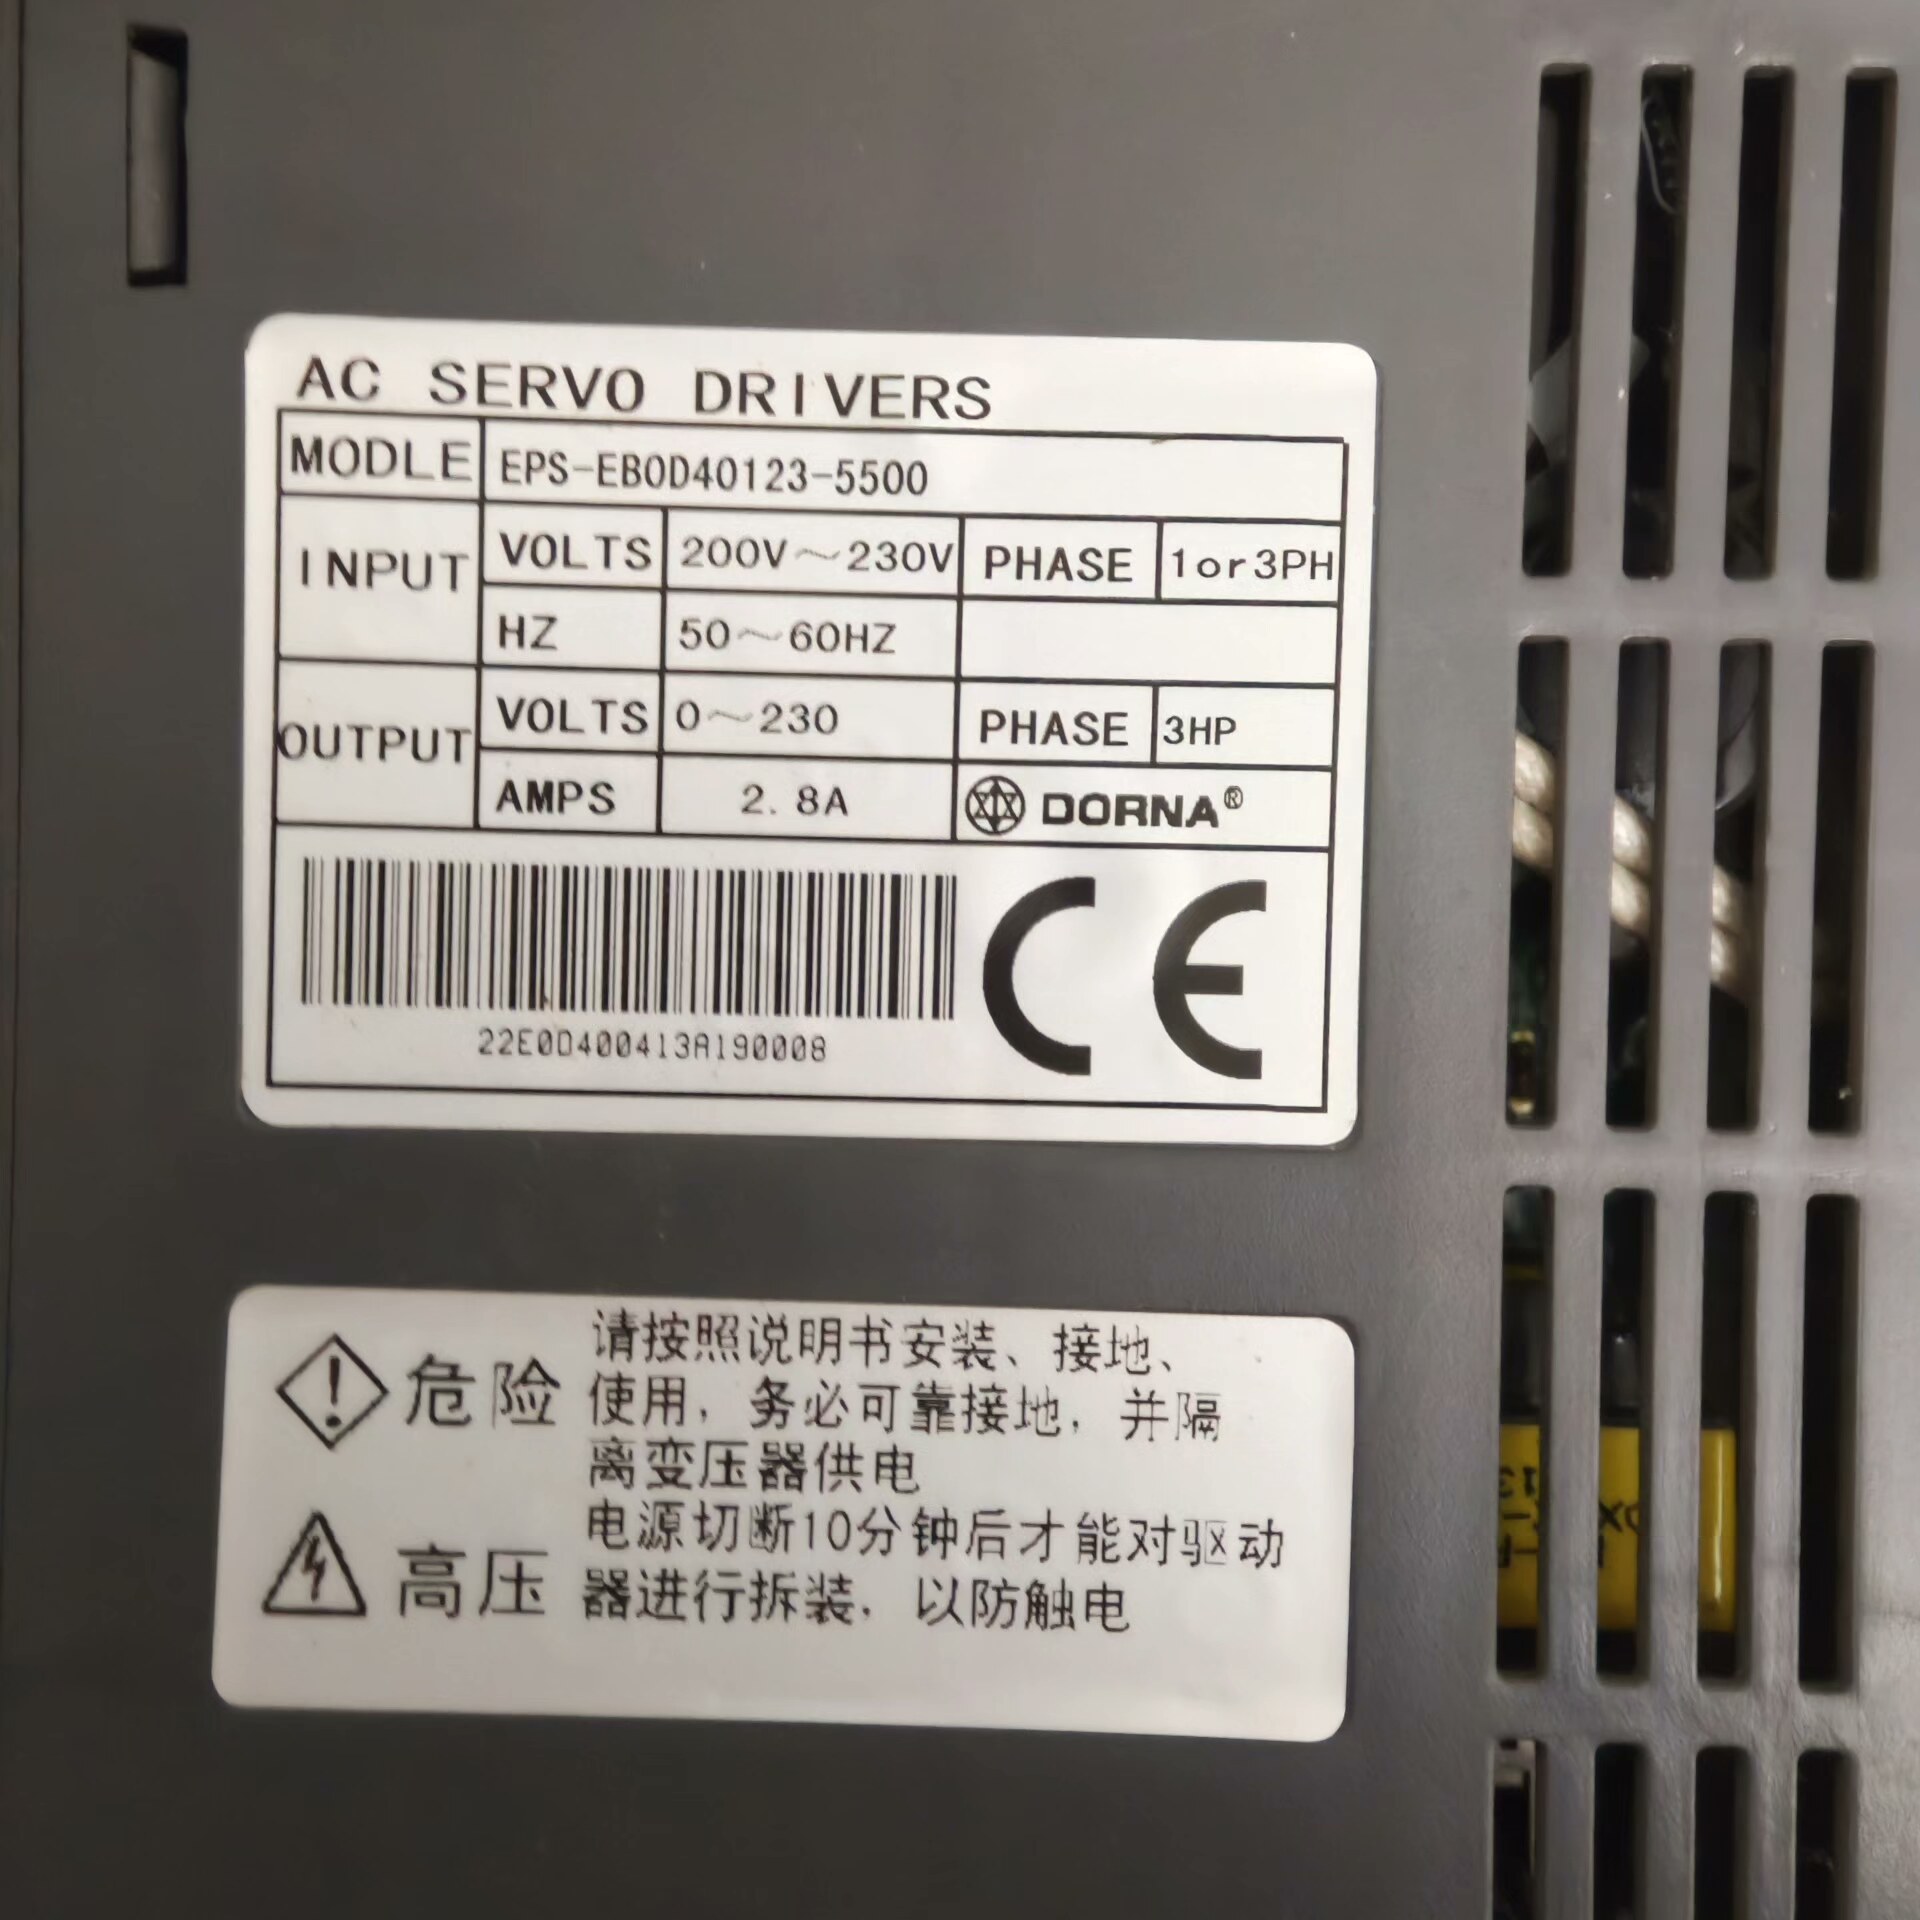 AC SERVO DRIVERS
MODLE EPS-EB0D40123-5500
INPUT VOLTS 200V～230V PHASE 1or3PH
HZ 50～60HZ
OUTPUT VOLTS 0～230 PHASE 3HP
AMPS 2.8A DORNA®
22E0D400413A190008
CE
危险 请按照说明书安装、接地、
使用，务必可靠接地，并隔
离变压器供电
高压 电源切断10分钟后才能对驱动
器进行拆装，以防触电